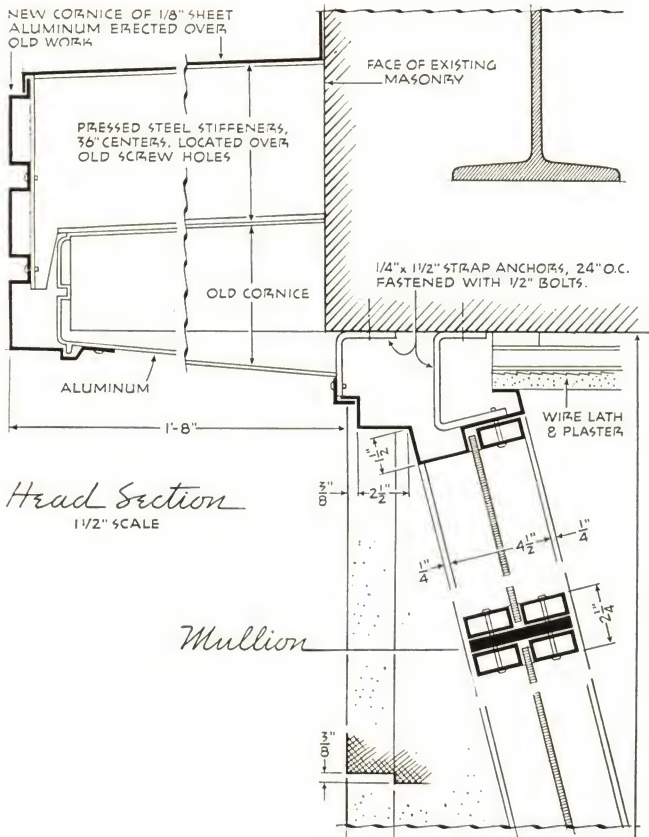 NEW CORNICE OF 1/8" SHEET
ALUMINUM ERECTED OVER
OLD WORK
FACE OF EXISTING
MASONRY
PRESSED STEEL STIFFENERS,
36" CENTERS, LOCATED OVER
OLD SCREW HOLES
1/4" x 1 1/2" STRAP ANCHORS, 24" O.C.
FASTENED WITH 1/2" BOLTS.
OLD CORNICE
ALUMINUM
WIRE LATH
& PLASTER
1'-8"
1 1/2"
3/8"
2 1/2"
Head Section
1 1/2" SCALE
1/4"
4 1/2"
1/4"
2 1/4"
Mullion
3/8"